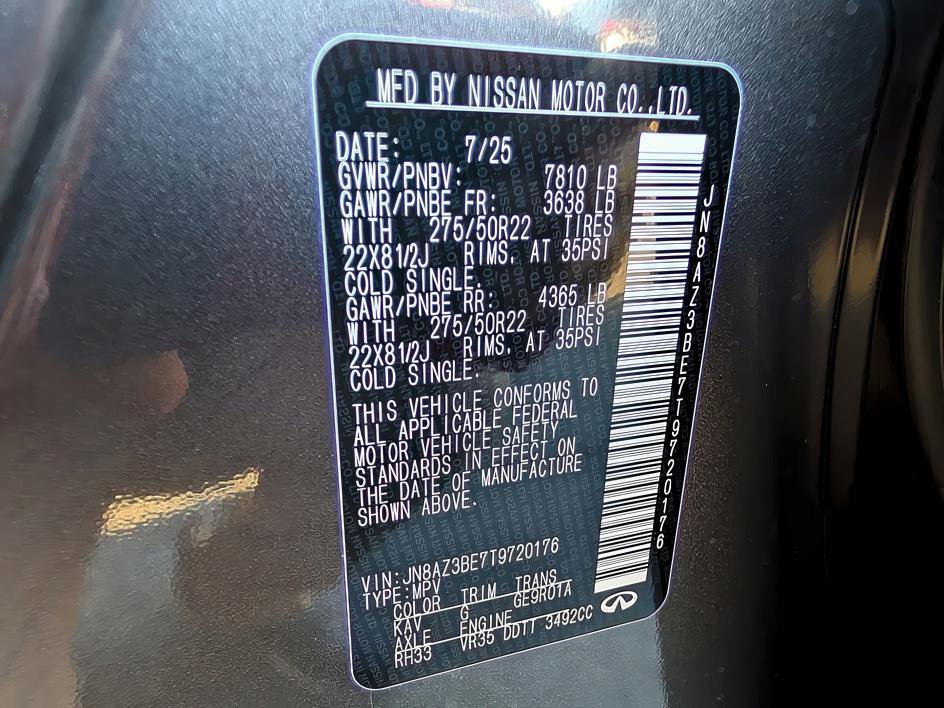 MFD BY NISSAN MOTOR CO.,LTD.
DATE: 7/25
GVWR/PNBV: 7810 LB
GAWR/PNBE FR: 3638 LB
WITH 275/50R22 TIRES
22X81/2J RIMS, AT 35PSI
COLD SINGLE.
GAWR/PNBE RR: 4365 LB
WITH 275/50R22 TIRES
22X81/2J RIMS, AT 35PSI
COLD SINGLE.
THIS VEHICLE CONFORMS TO
ALL APPLICABLE FEDERAL
MOTOR VEHICLE SAFETY
STANDARDS IN EFFECT ON
THE DATE OF MANUFACTURE
SHOWN ABOVE.
VIN:JN8AZ3BE7T9720176
TYPE:MPV
COLOR TRIM TRANS
KAV G GE9R01A
AXLE ENGINE
RH33 VR35 DDTT 3492CC
JN8AZ3BE7T9720176